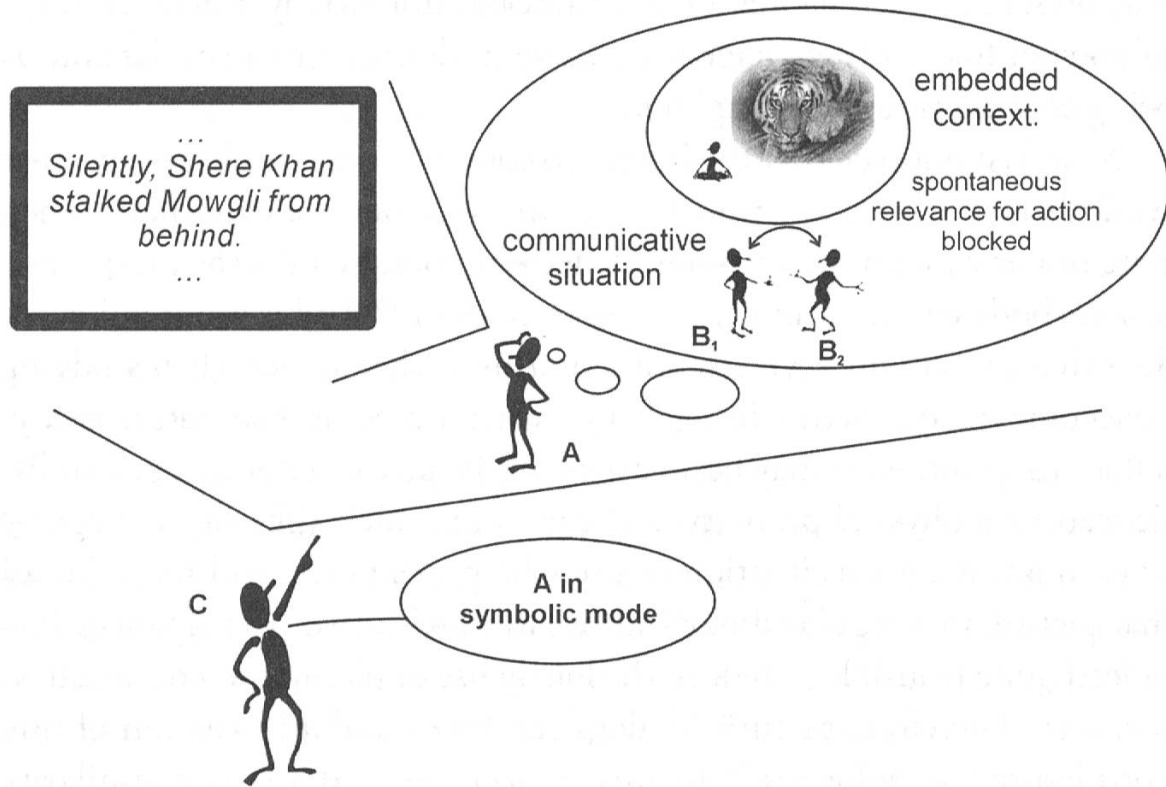 ...
Silently, Shere Khan
stalked Mowgli from
behind.
...
embedded
context:
spontaneous
relevance for action
blocked
communicative
situation
B₁
B₂
A
C
A in
symbolic mode